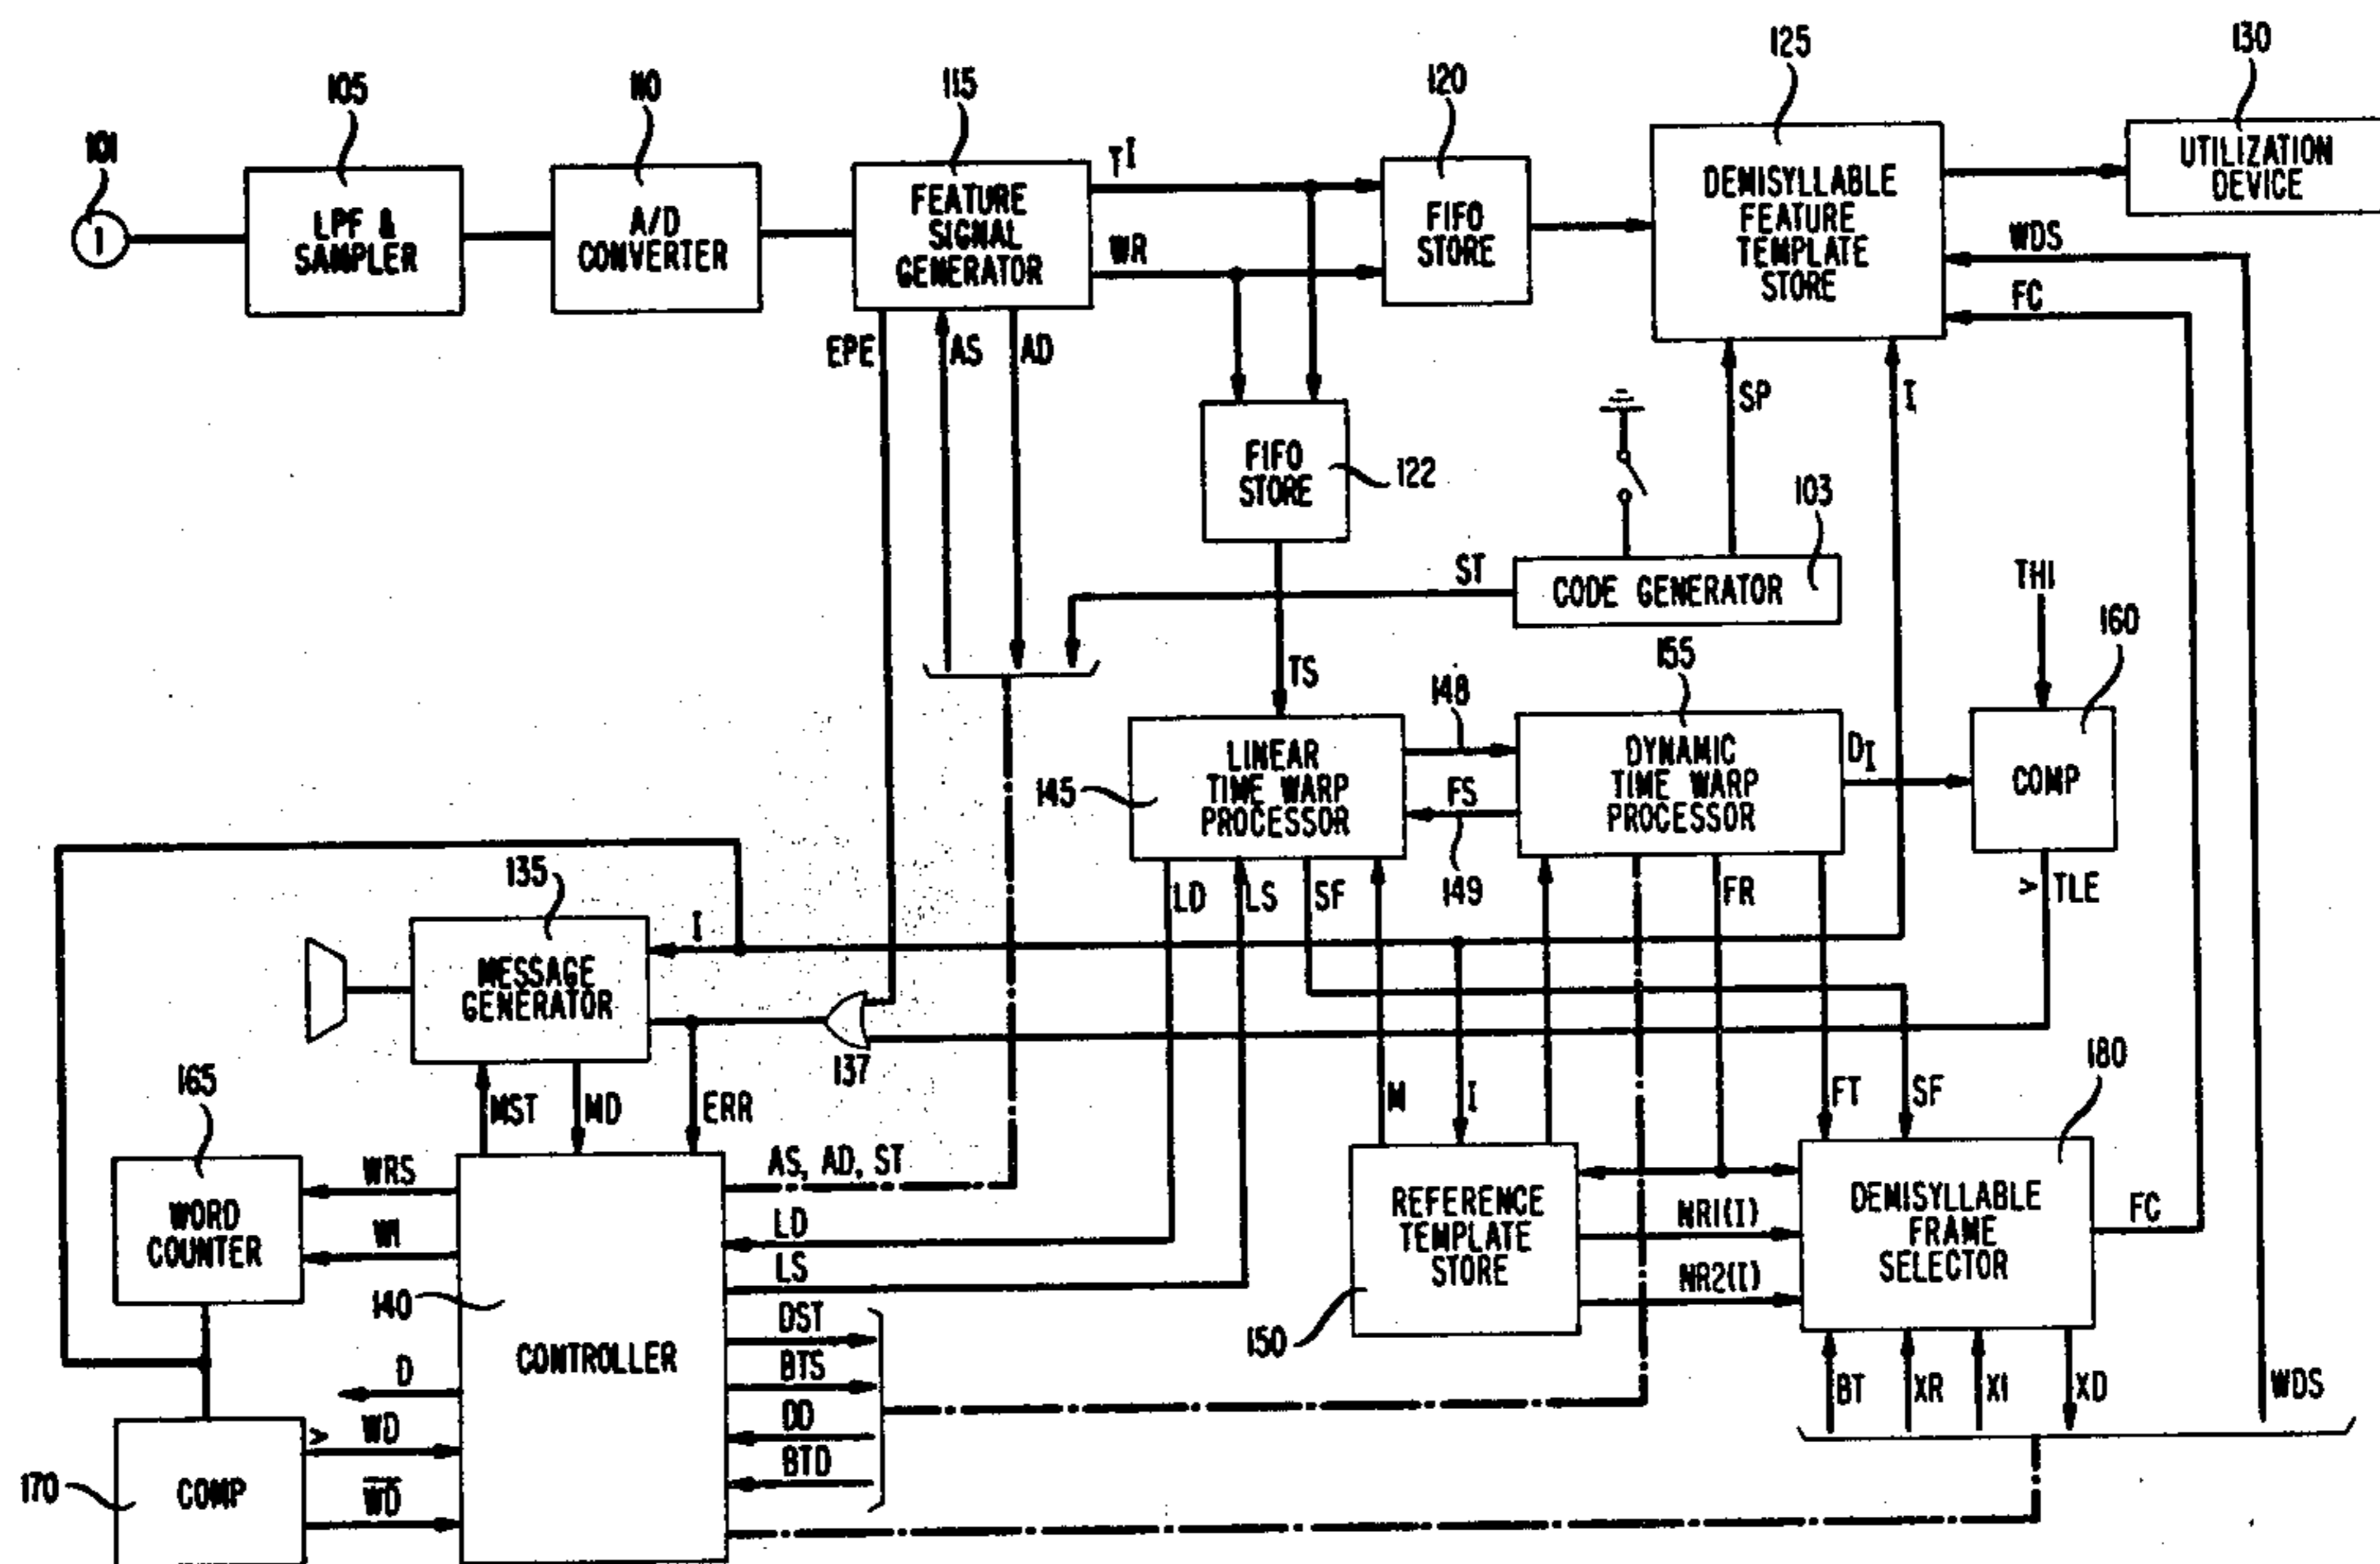 101
105
110
115
120
125
130
1
LPF &
SAMPLER
A/D
CONVERTER
FEATURE
SIGNAL
GENERATOR
TI
WR
FIFO
STORE
DEMISYLLABLE
FEATURE
TEMPLATE
STORE
UTILIZATION
DEVICE
WDS
FC
EPE
AS
AD
SP
I
FIFO
STORE
122
103
ST
CODE GENERATOR
TH1
160
TS
148
155
LINEAR
TIME WARP
PROCESSOR
145
FS
149
DYNAMIC
TIME WARP
PROCESSOR
DI
COMP
> TLE
135
I
LD
LS
SF
FR
MESSAGE
GENERATOR
137
165
MST
MD
ERR
N
I
FT
SF
180
WRS
WI
WORD
COUNTER
140
AS, AD, ST
LD
LS
REFERENCE
TEMPLATE
STORE
150
NR1(I)
NR2(I)
DEMISYLLABLE
FRAME
SELECTOR
FC
CONTROLLER
DST
BTS
DD
BTD
D
> WD
WD
170
COMP
BT
XR
XI
XD
WDS